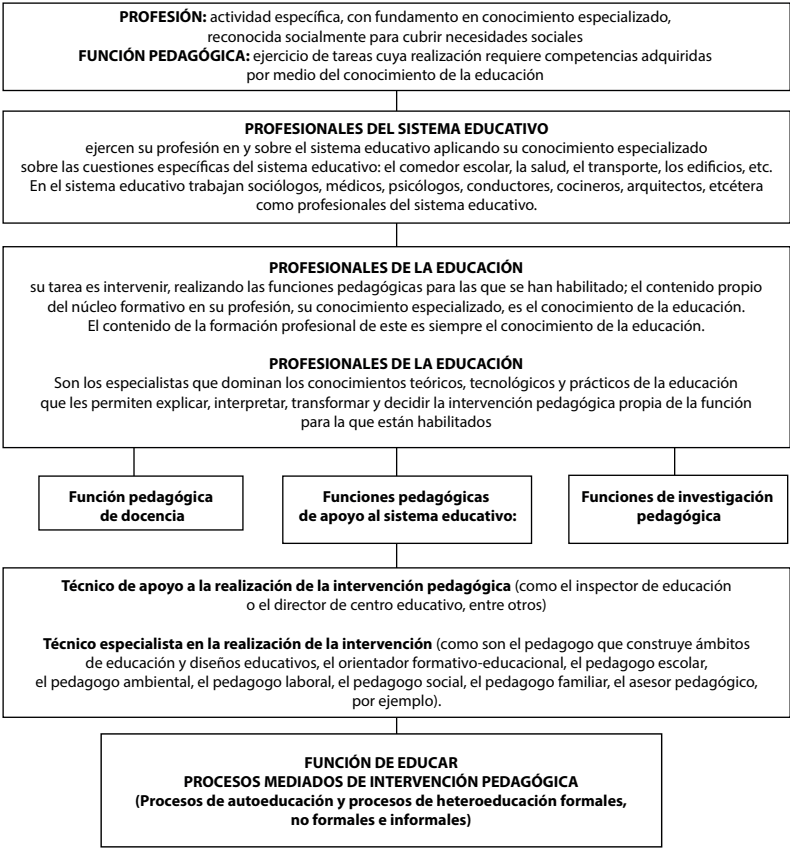 PROFESIÓN: actividad específica, con fundamento en conocimiento especializado,
reconocida socialmente para cubrir necesidades sociales
FUNCIÓN PEDAGÓGICA: ejercicio de tareas cuya realización requiere competencias adquiridas
por medio del conocimiento de la educación
PROFESIONALES DEL SISTEMA EDUCATIVO
ejercen su profesión en y sobre el sistema educativo aplicando su conocimiento especializado
sobre las cuestiones específicas del sistema educativo: el comedor escolar, la salud, el transporte, los edificios, etc.
En el sistema educativo trabajan sociólogos, médicos, psicólogos, conductores, cocineros, arquitectos, etcétera
como profesionales del sistema educativo.
PROFESIONALES DE LA EDUCACIÓN
su tarea es intervenir, realizando las funciones pedagógicas para las que se han habilitado; el contenido propio
del núcleo formativo en su profesión, su conocimiento especializado, es el conocimiento de la educación.
El contenido de la formación profesional de este es siempre el conocimiento de la educación.
PROFESIONALES DE LA EDUCACIÓN
Son los especialistas que dominan los conocimientos teóricos, tecnológicos y prácticos de la educación
que les permiten explicar, interpretar, transformar y decidir la intervención pedagógica propia de la función
para la que están habilitados
Función pedagógica
de docencia
Funciones pedagógicas
de apoyo al sistema educativo:
Funciones de investigación
pedagógica
Técnico de apoyo a la realización de la intervención pedagógica (como el inspector de educación
o el director de centro educativo, entre otros)
Técnico especialista en la realización de la intervención (como son el pedagogo que construye ámbitos
de educación y diseños educativos, el orientador formativo-educacional, el pedagogo escolar,
el pedagogo ambiental, el pedagogo laboral, el pedagogo social, el pedagogo familiar, el asesor pedagógico,
por ejemplo).
FUNCIÓN DE EDUCAR
PROCESOS MEDIADOS DE INTERVENCIÓN PEDAGÓGICA
(Procesos de autoeducación y procesos de heteroeducación formales,
no formales e informales)